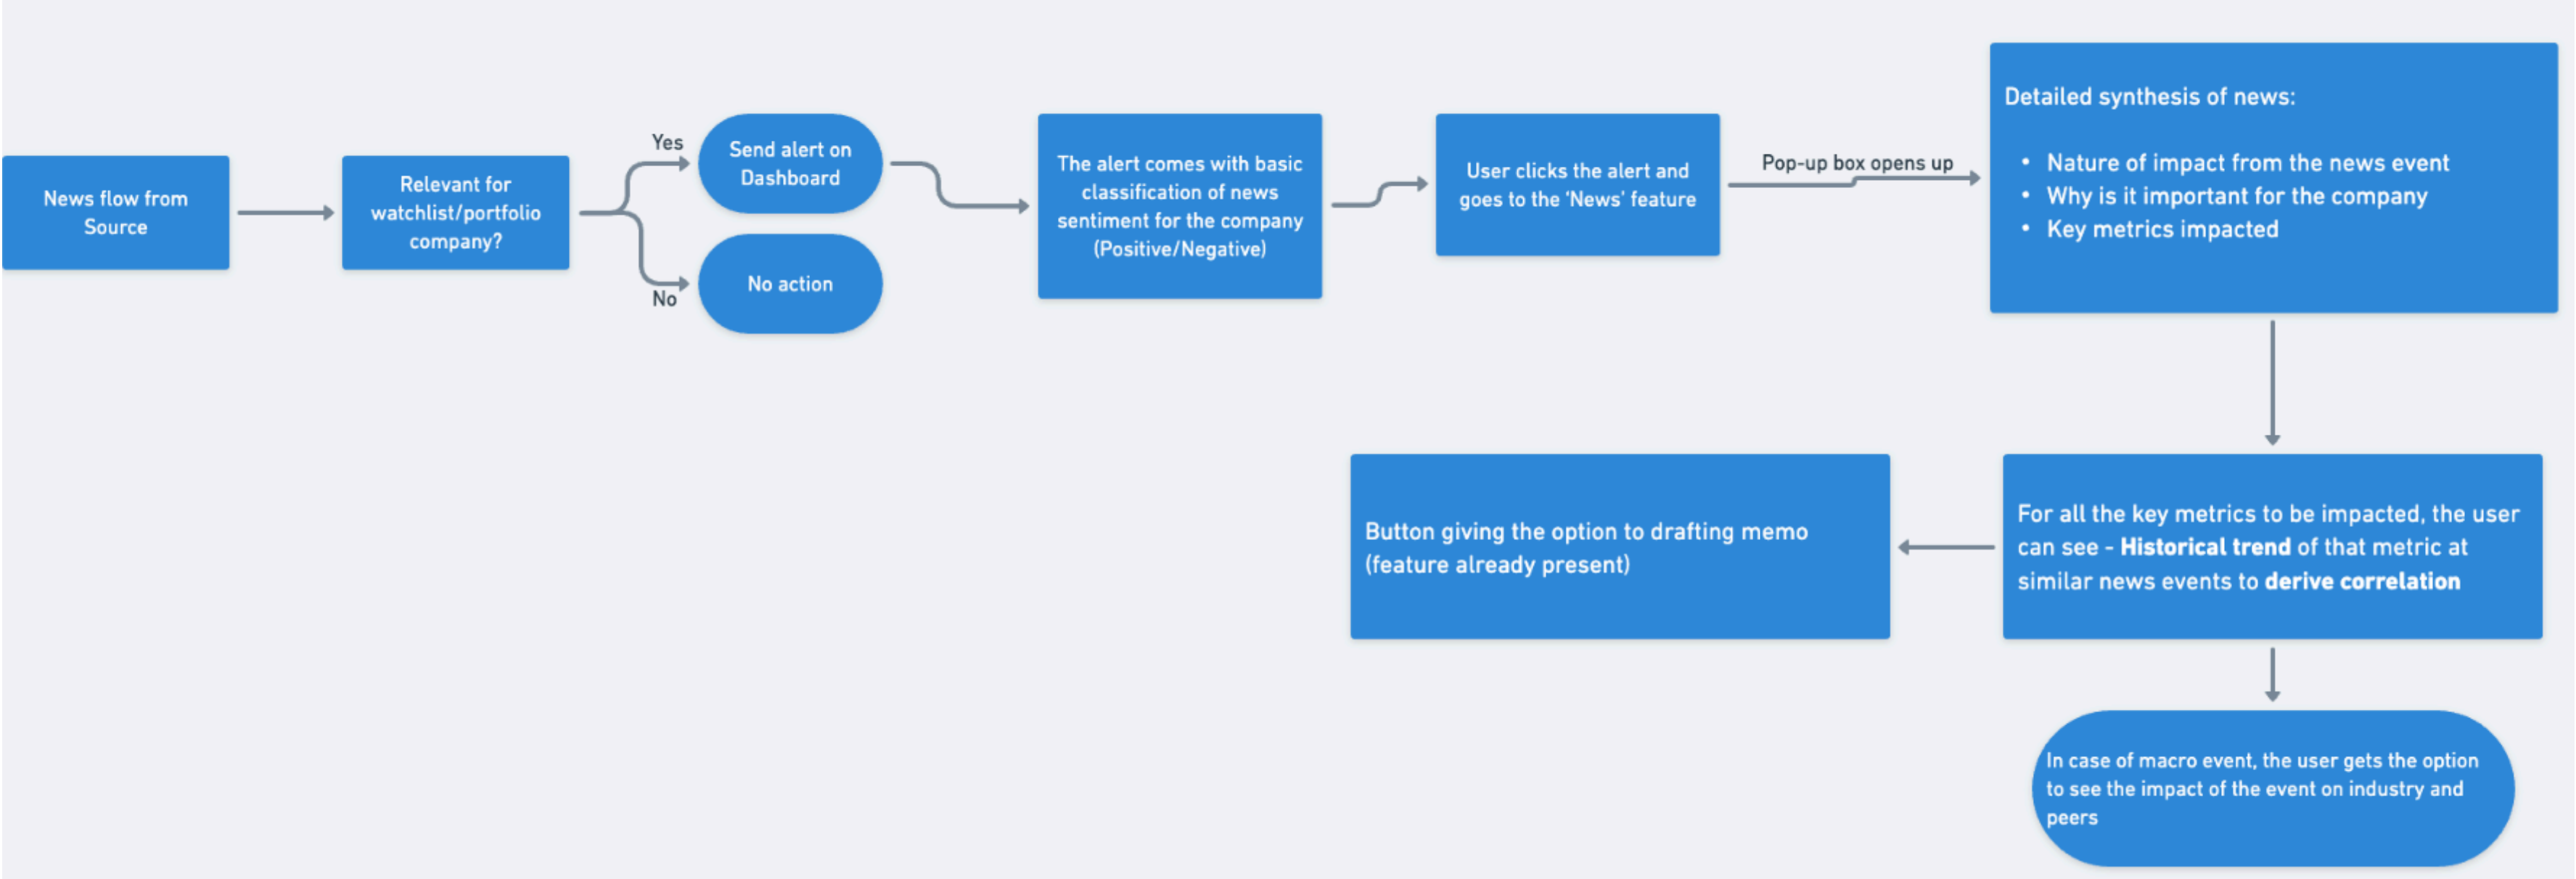 News flow from
Source
Relevant for
watchlist/portfolio
company?
Yes
No
Send alert on
Dashboard
No action
The alert comes with basic
classification of news
sentiment for the company
(Positive/Negative)
User clicks the alert and
goes to the ‘News’ feature
Pop-up box opens up
Detailed synthesis of news:
• Nature of impact from the news event
• Why is it important for the company
• Key metrics impacted
For all the key metrics to be impacted, the user
can see - Historical trend of that metric at
similar news events to derive correlation
Button giving the option to drafting memo
(feature already present)
In case of macro event, the user gets the option
to see the impact of the event on industry and
peers